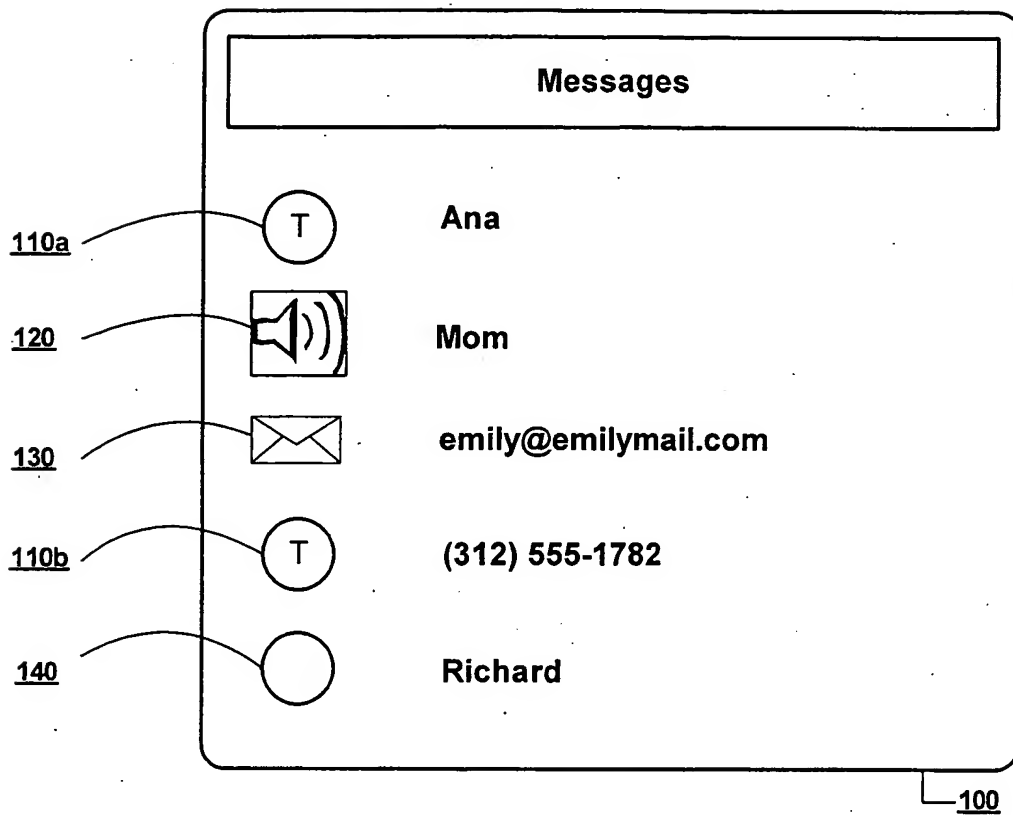 Messages
110a T Ana
120 Mom
130 emily@emilymail.com
110b T (312) 555-1782
140 Richard
100